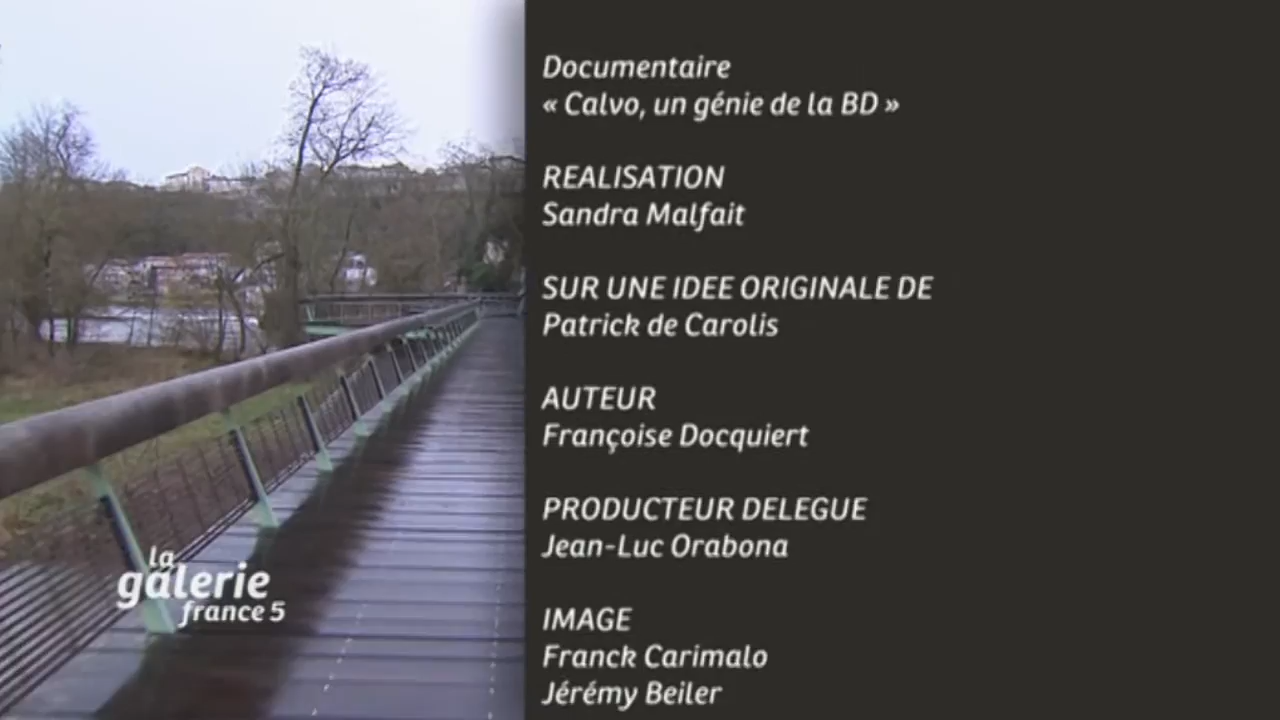 Documentaire
« Calvo, un génie de la BD »
REALISATION
Sandra Malfait
SUR UNE IDEE ORIGINALE DE
Patrick de Carolis
AUTEUR
Françoise Docquiert
PRODUCTEUR DELEGUE
Jean-Luc Orabona
IMAGE
Franck Carimalo
Jérémy Beiler
la
galerie
france 5